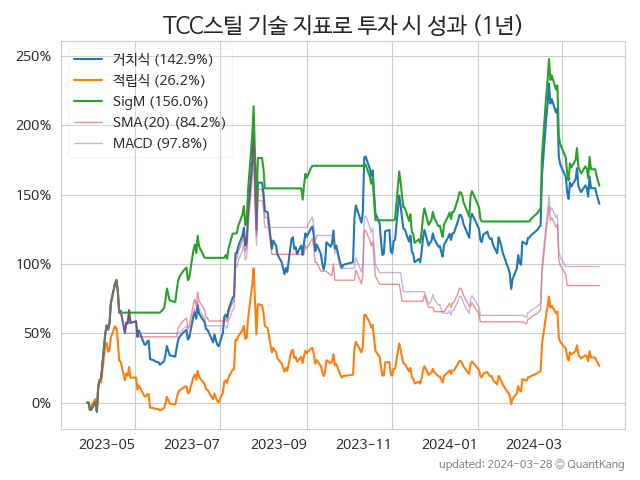 TCC스틸 기술 지표로 투자 시 성과 (1년)
거치식 (142.9%)
적립식 (26.2%)
SigM (156.0%)
SMA(20) (84.2%)
MACD (97.8%)
250%
200%
150%
100%
50%
0%
2023-05 2023-07 2023-09 2023-11 2024-01 2024-03
updated: 2024-03-28 © QuantKang